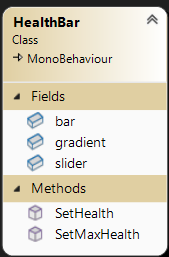 HealthBar
Class
MonoBehaviour
Fields
bar
gradient
slider
Methods
SetHealth
SetMaxHealth